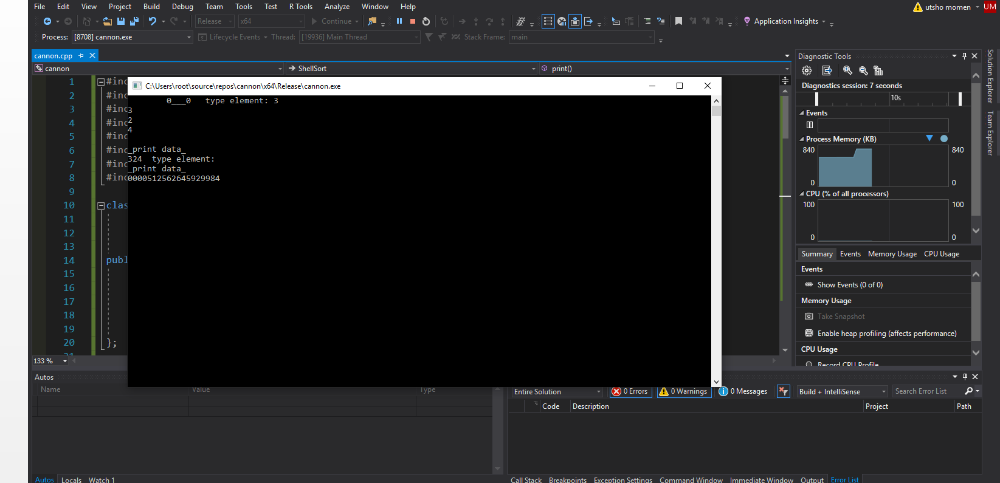 File Edit View Project Build Debug Team Tools Test R Tools Analyze Window Help utsho momen UM
Release x64 Continue Application Insights
Process: [8708] cannon.exe Lifecycle Events Thread: [19936] Main Thread Stack Frame: main
cannon.cpp
cannon ShellSort print()
Diagnostic Tools
Solution Explorer
Team Explorer
C:\Users\root\source\repos\cannon\x64\Release\cannon.exe
0___0 type element: 3
3
2
4
_print data_
324 type element:
_print data_
0000512562645929984
1 #inc
2 #inc
3 #inc
4 #inc
5 #inc
6 #inc
7 #inc
8 #inc
9
10 clas
11
12
13
14 publ
15
16
17
18
19
20 };
21
133 %
Diagnostics session: 7 seconds
10s
Events
Process Memory (KB)
840 840
0 0
CPU (% of all processors)
100 100
0 0
Summary Events Memory Usage CPU Usage
Events
Show Events (0 of 0)
Memory Usage
Take Snapshot
Enable heap profiling (affects performance)
CPU Usage
Record CPU Profile
Autos
Name Value Type
Entire Solution 0 Errors 0 Warnings 0 Messages Build + IntelliSense Search Error List
Code Description Project Path
Autos Locals Watch 1
Call Stack Breakpoints Exception Settings Command Window Immediate Window Output Error List